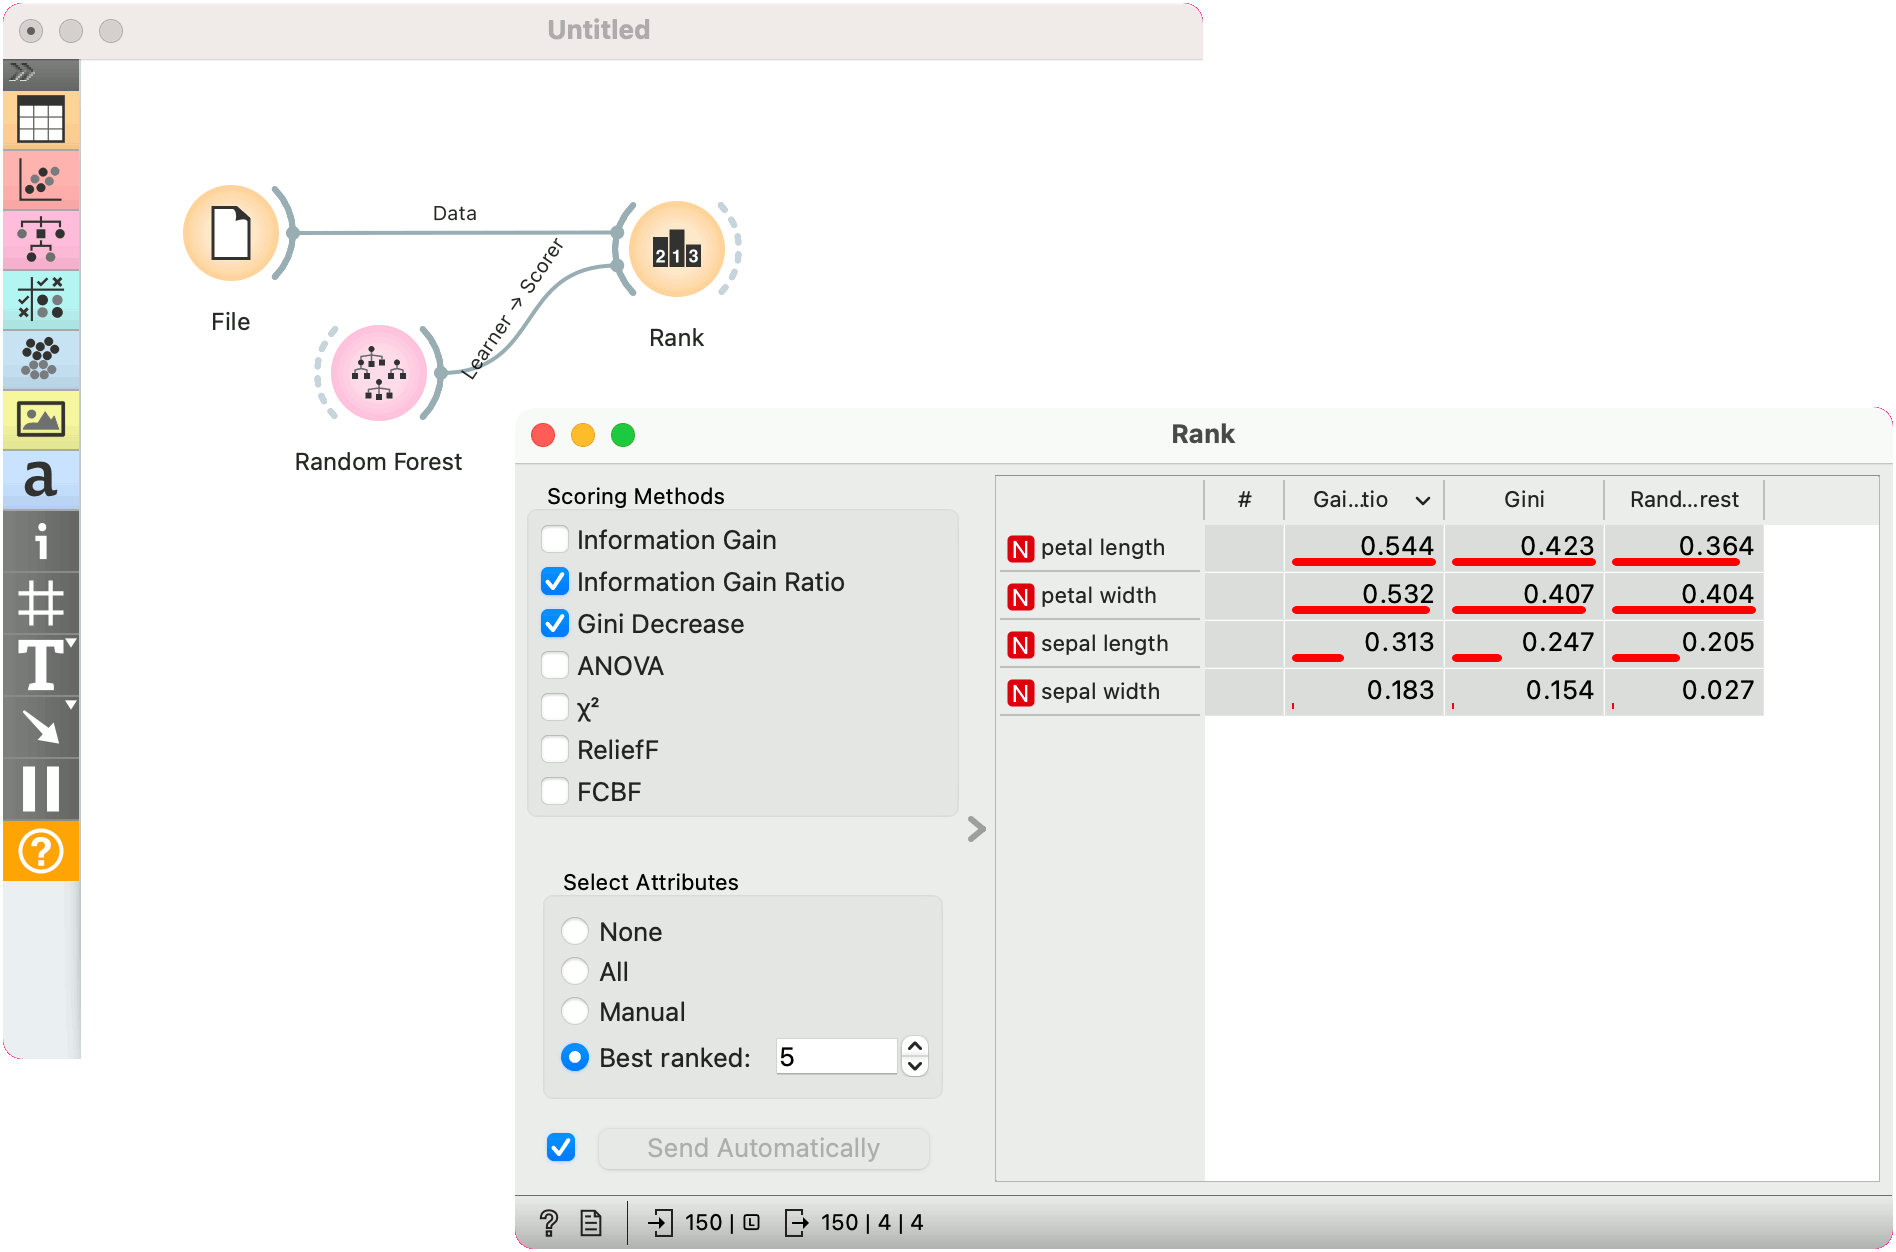 Untitled
Data
Learner → Scorer
2 1 3
File
Rank
Random Forest
a
i
T
?
Rank
Scoring Methods
Information Gain
Information Gain Ratio
Gini Decrease
ANOVA
χ²
ReliefF
FCBF
Select Attributes
None
All
Manual
Best ranked: 5
Send Automatically
# Gai...tio Gini Rand...rest
N petal length 0.544 0.423 0.364
N petal width 0.532 0.407 0.404
N sepal length 0.313 0.247 0.205
N sepal width 0.183 0.154 0.027
? 150 | L 150 | 4 | 4